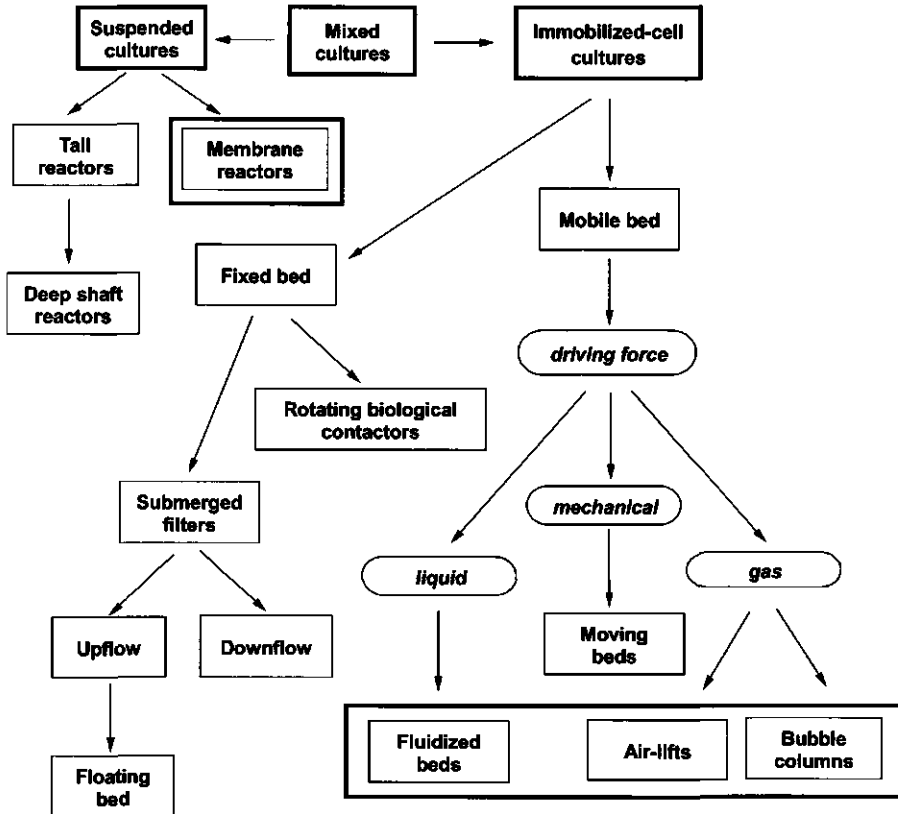 Suspended
cultures
Mixed
cultures
Immobilized-cell
cultures
Tall
reactors
Membrane
reactors
Mobile bed
Fixed bed
Deep shaft
reactors
driving force
Rotating biological
contactors
Submerged
filters
mechanical
liquid
gas
Upflow
Downflow
Moving
beds
Fluidized
beds
Air-lifts
Bubble
columns
Floating
bed